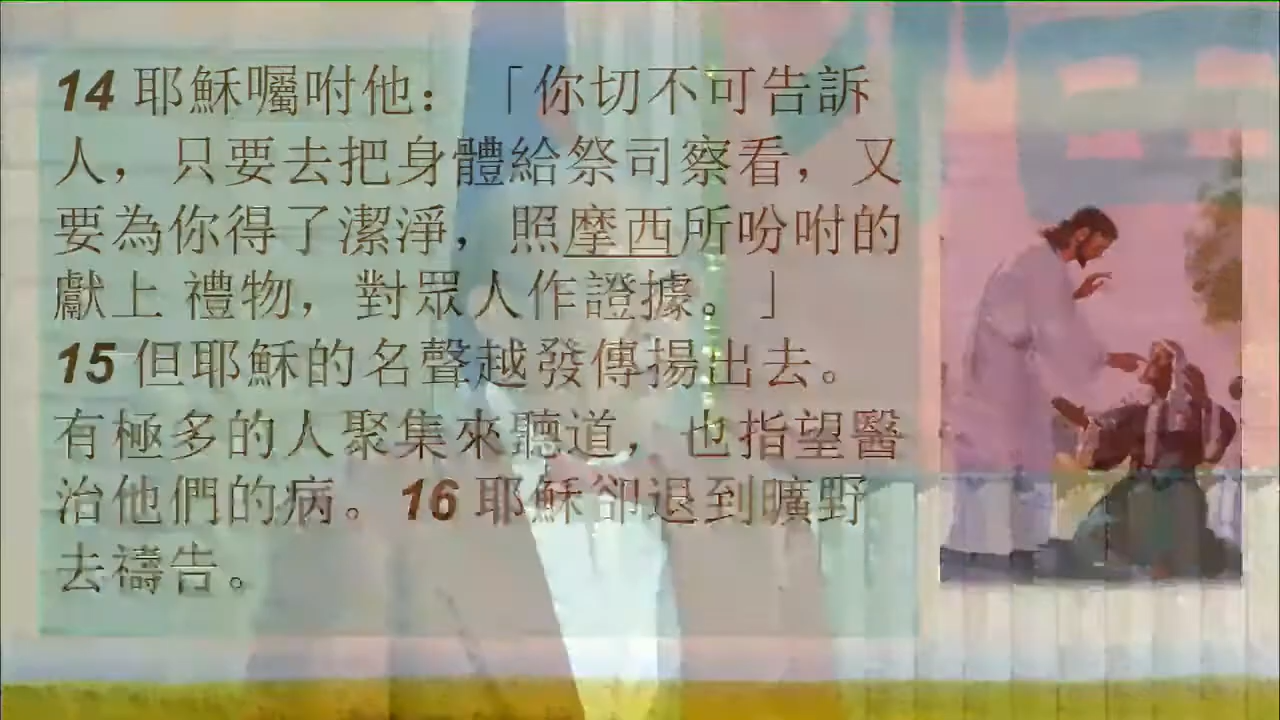 14 耶穌囑咐他：「你切不可告訴
人，只要去把身體給祭司察看，又
要為你得了潔淨，照摩西所吩咐的
獻上 禮物，對眾人作證據。」
15 但耶穌的名聲越發傳揚出去。
有極多的人聚集來聽道，也指望醫
治他們的病。16 耶穌卻退到曠野
去禱告。